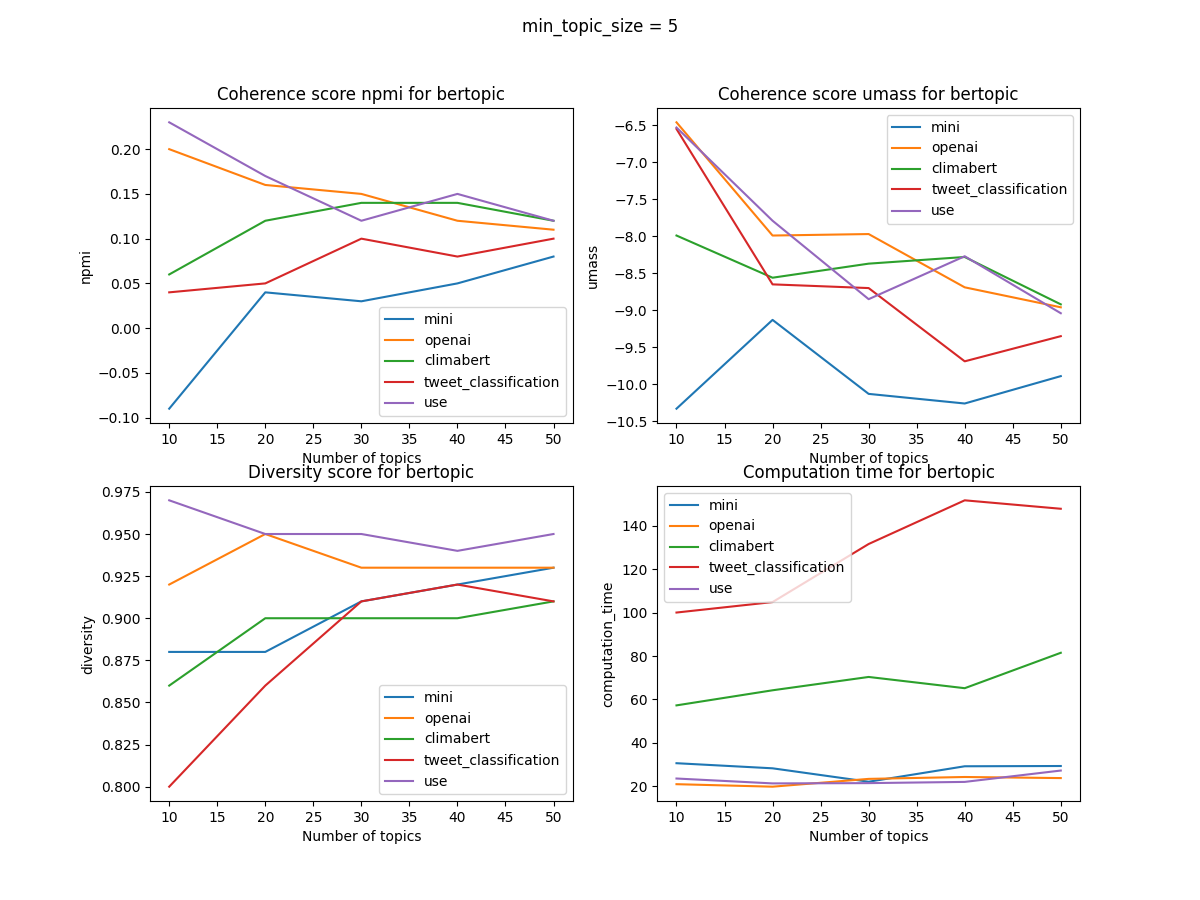 min_topic_size = 5
Coherence score npmi for bertopic
npmi
0.20
0.15
0.10
0.05
0.00
−0.05
−0.10
mini
openai
climabert
tweet_classification
use
10 15 20 25 30 35 40 45 50
Number of topics
Coherence score umass for bertopic
umass
−6.5
−7.0
−7.5
−8.0
−8.5
−9.0
−9.5
−10.0
−10.5
mini
openai
climabert
tweet_classification
use
10 15 20 25 30 35 40 45 50
Number of topics
Diversity score for bertopic
diversity
0.975
0.950
0.925
0.900
0.875
0.850
0.825
0.800
mini
openai
climabert
tweet_classification
use
10 15 20 25 30 35 40 45 50
Number of topics
Computation time for bertopic
computation_time
140
120
100
80
60
40
20
mini
openai
climabert
tweet_classification
use
10 15 20 25 30 35 40 45 50
Number of topics